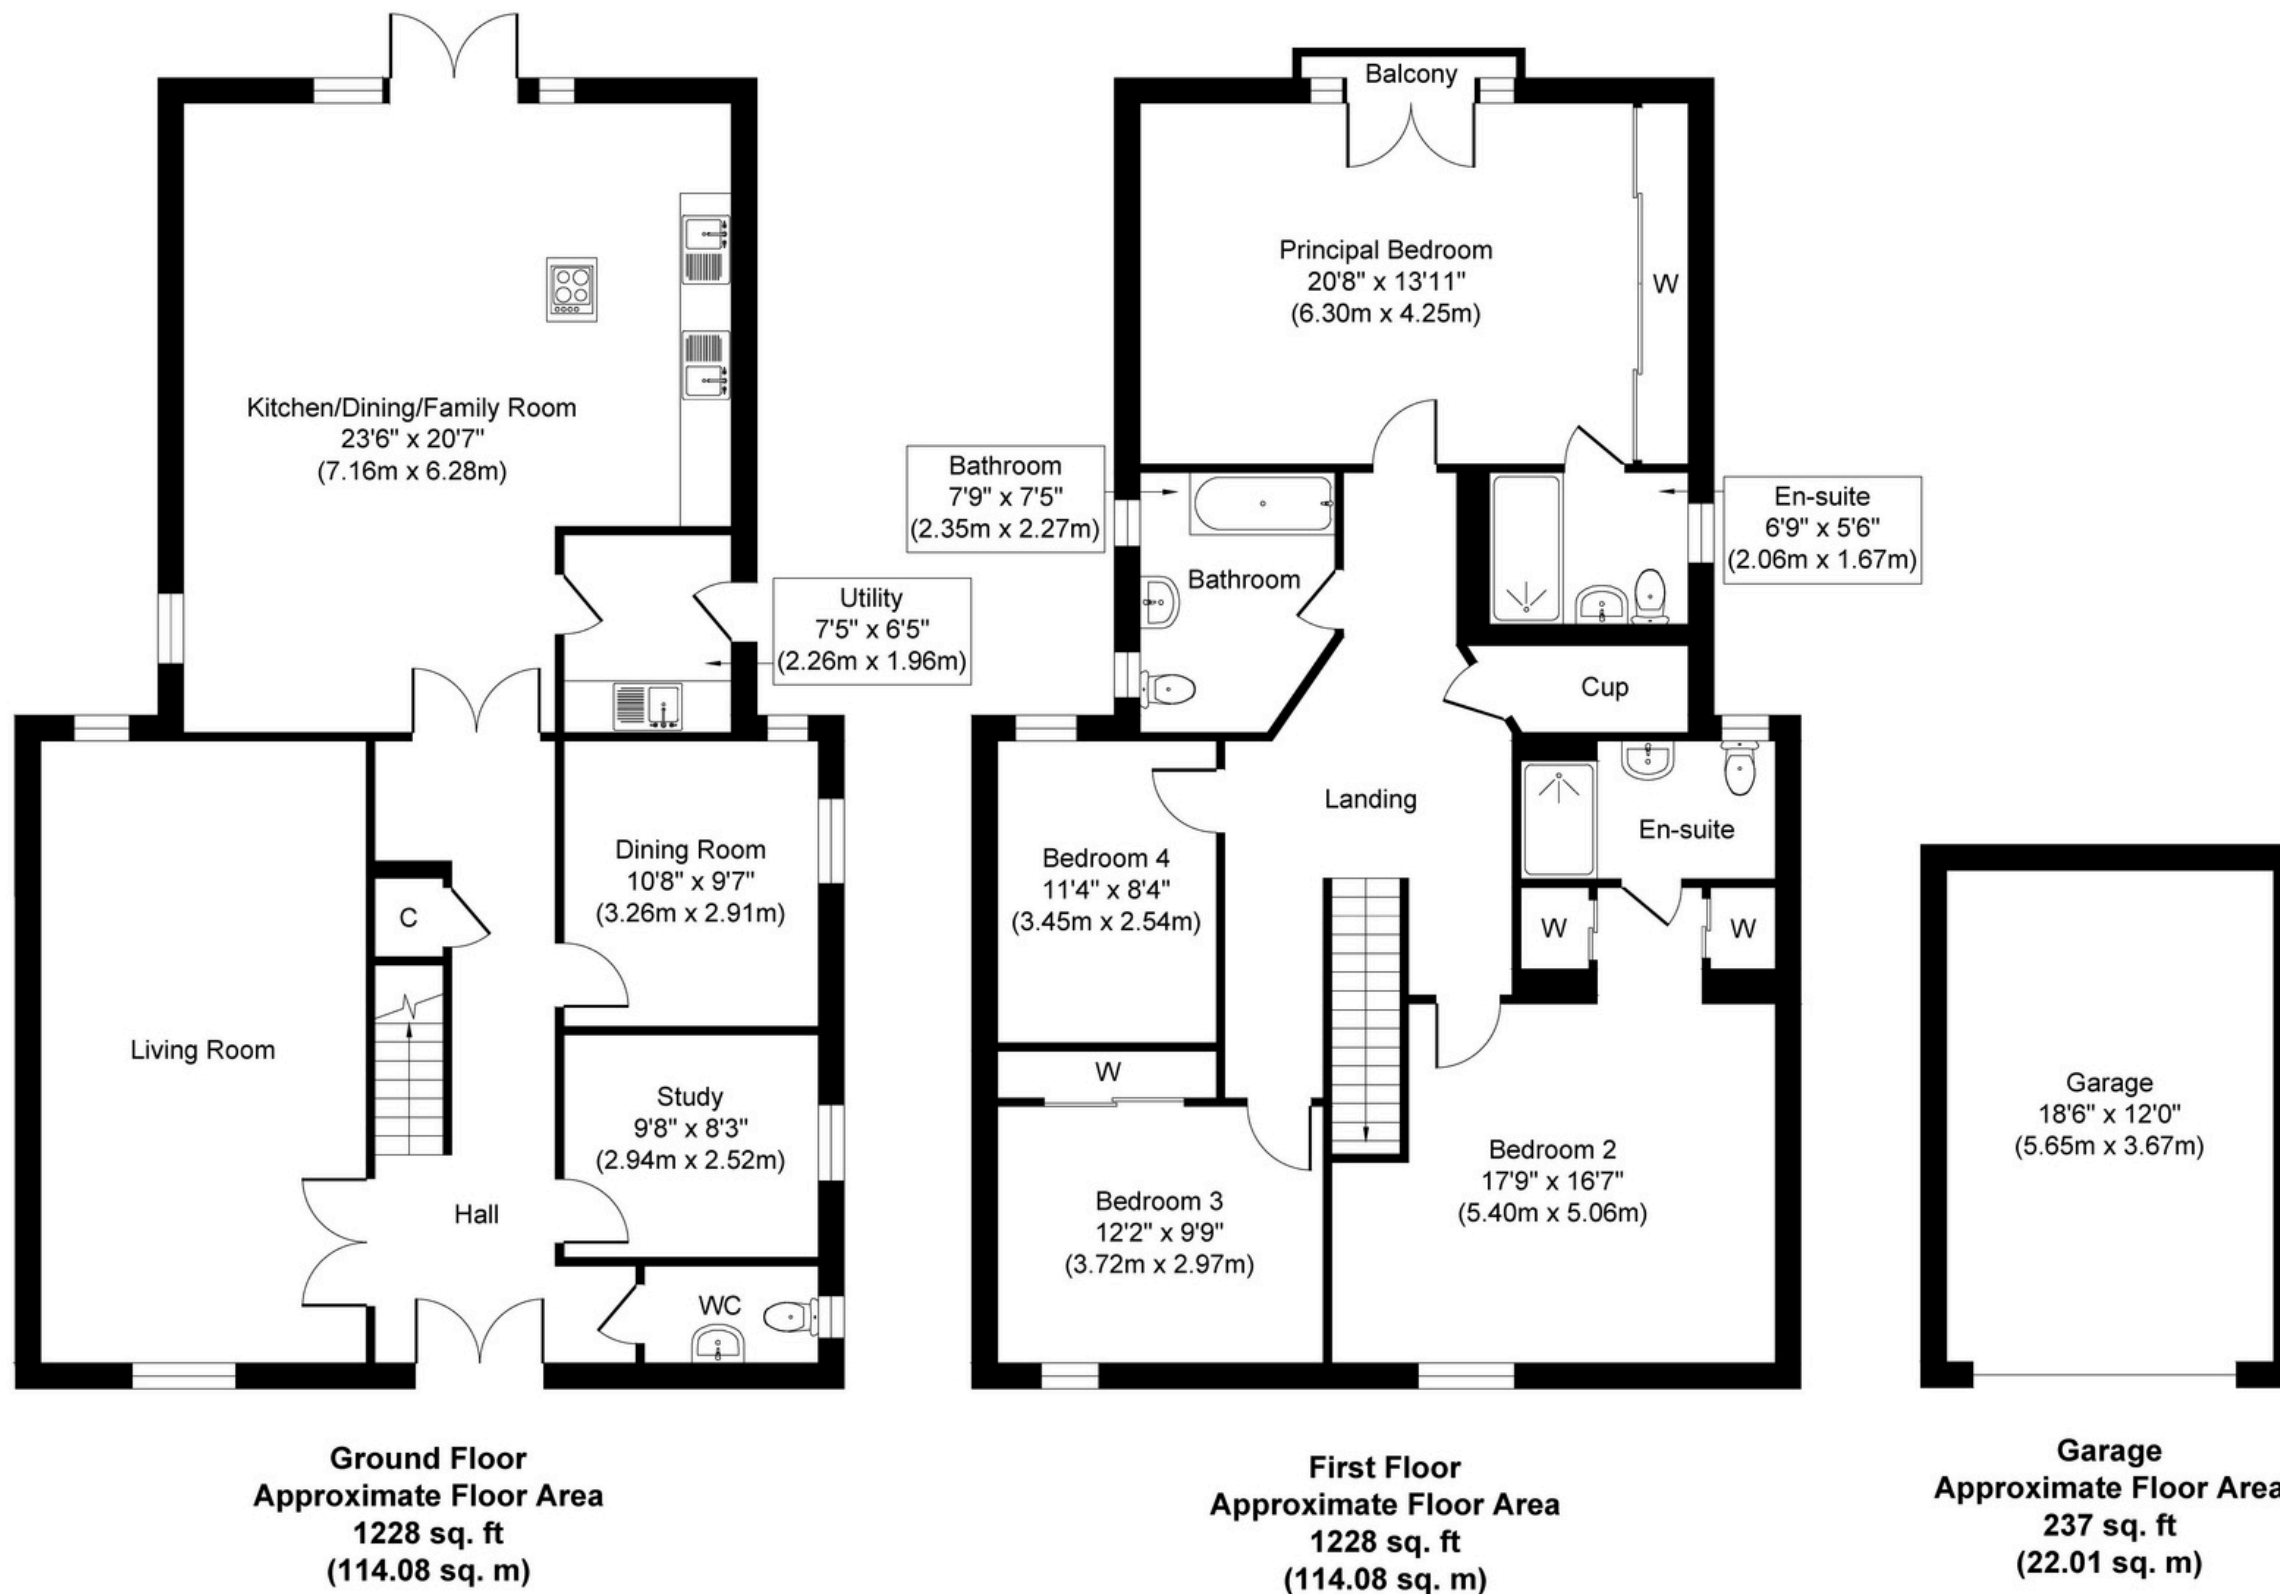 Kitchen/Dining/Family Room
23'6" x 20'7"
(7.16m x 6.28m)
Utility
7'5" x 6'5"
(2.26m x 1.96m)
Dining Room
10'8" x 9'7"
(3.26m x 2.91m)
C
Living Room
Study
9'8" x 8'3"
(2.94m x 2.52m)
Hall
WC
Ground Floor
Approximate Floor Area
1228 sq. ft
(114.08 sq. m)
Balcony
Principal Bedroom
20'8" x 13'11"
(6.30m x 4.25m)
W
Bathroom
7'9" x 7'5"
(2.35m x 2.27m)
En-suite
6'9" x 5'6"
(2.06m x 1.67m)
Bathroom
Cup
Landing
En-suite
Bedroom 4
11'4" x 8'4"
(3.45m x 2.54m)
W
W
W
Bedroom 3
12'2" x 9'9"
(3.72m x 2.97m)
Bedroom 2
17'9" x 16'7"
(5.40m x 5.06m)
First Floor
Approximate Floor Area
1228 sq. ft
(114.08 sq. m)
Garage
18'6" x 12'0"
(5.65m x 3.67m)
Garage
Approximate Floor Area
237 sq. ft
(22.01 sq. m)